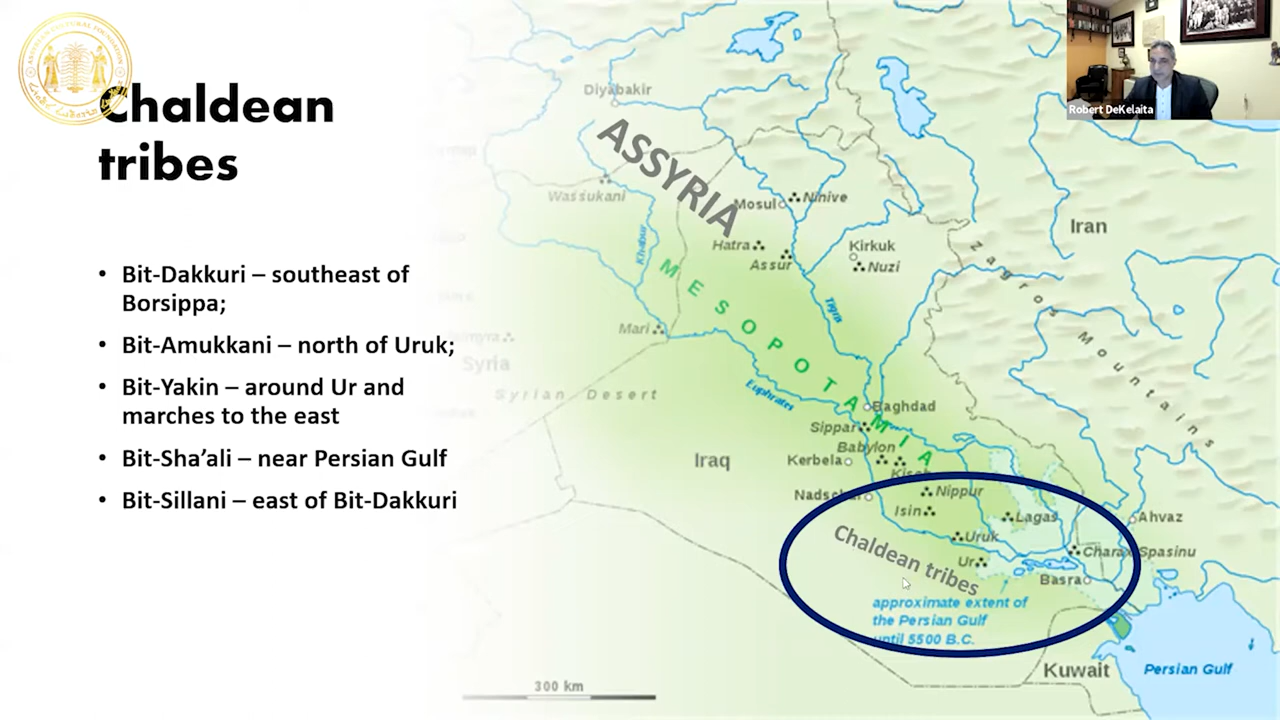 Chaldean
tribes
• Bit-Dakkuri – southeast of
Borsippa;
• Bit-Amukkani – north of Uruk;
• Bit-Yakin – around Ur and
marches to the east
• Bit-Sha’ali – near Persian Gulf
• Bit-Sillani – east of Bit-Dakkuri
Robert DeKelaita
Diyabakir
ASSYRIA
Wassukani
Mosul
Ninive
Iran
Khabur
Hatra
Kirkuk
Assur
Nuzi
Zagros Mountains
MESOPOTAMIA
Tigris
Mari
Syria
Syrian Desert
Euphrates
Baghdad
Sippar
Babylon
Iraq
Kerbela
Kisch
Nippur
Isin
Lagas
Ahvaz
Chaldean tribes
Uruk
Ur
Charax Spasinu
Basra
approximate extent of
the Persian Gulf
until 5500 B.C.
Kuwait
Persian Gulf
300 km